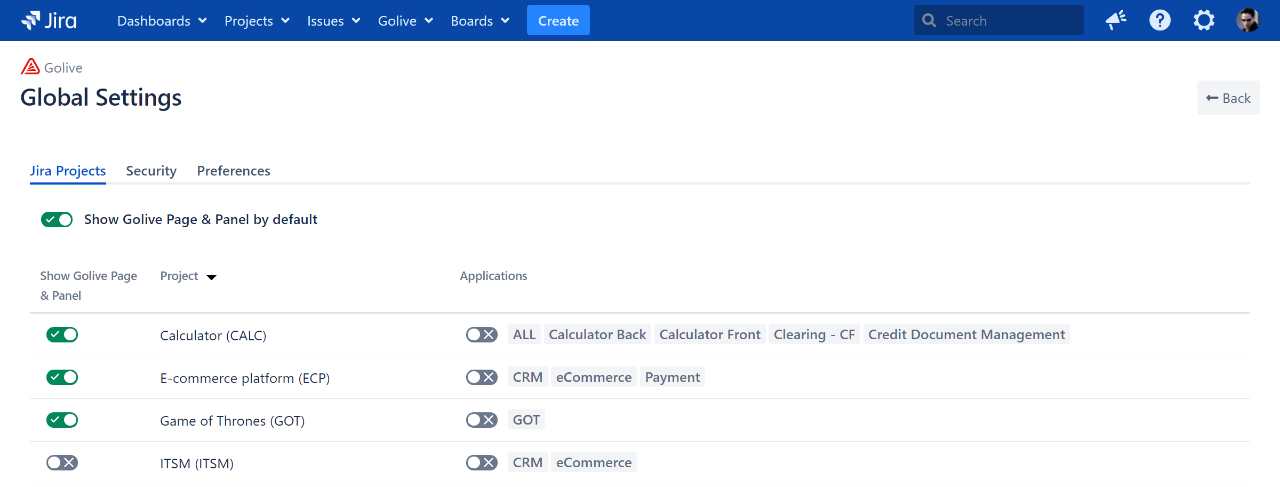 Jira Dashboards Projects Issues Golive Boards Create Search
Golive
Global Settings
Back
Jira Projects Security Preferences
Show Golive Page & Panel by default
Show Golive Page Project Applications
& Panel
Calculator (CALC) ALL Calculator Back Calculator Front Clearing - CF Credit Document Management
E-commerce platform (ECP) CRM eCommerce Payment
Game of Thrones (GOT) GOT
ITSM (ITSM) CRM eCommerce